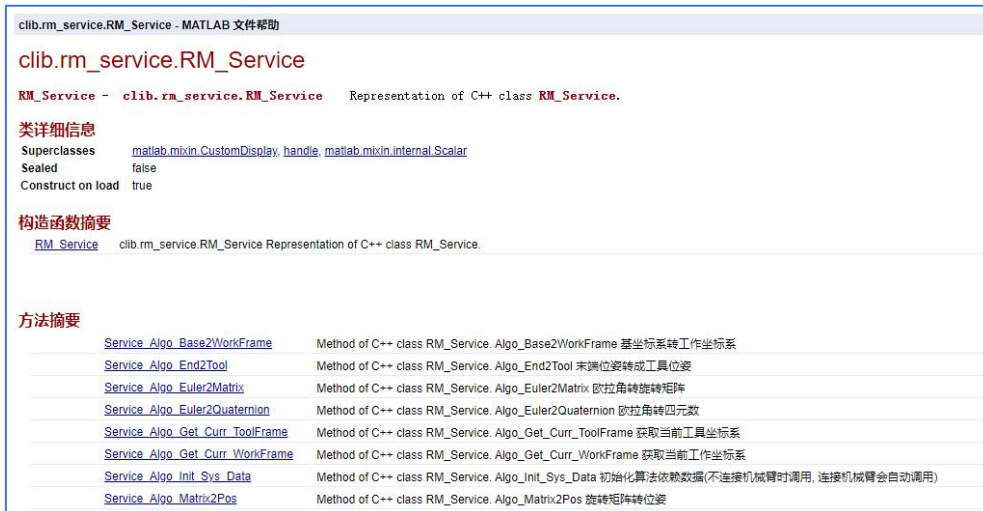 clib.rm_service.RM_Service - MATLAB 文件帮助
clib.rm_service.RM_Service
RM_Service - clib.rm_service.RM_Service Representation of C++ class RM_Service.
类详细信息
Superclasses matlab.mixin.CustomDisplay, handle, matlab.mixin.internal.Scalar
Sealed false
Construct on load true
构造函数摘要
RM_Service clib.rm_service.RM_Service Representation of C++ class RM_Service.
方法摘要
Service_Algo_Base2WorkFrame Method of C++ class RM_Service. Algo_Base2WorkFrame 基坐标系转工作坐标系
Service_Algo_End2Tool Method of C++ class RM_Service. Algo_End2Tool 末端位姿转成工具位姿
Service_Algo_Euler2Matrix Method of C++ class RM_Service. Algo_Euler2Matrix 欧拉角转旋转矩阵
Service_Algo_Euler2Quaternion Method of C++ class RM_Service. Algo_Euler2Quaternion 欧拉角转四元数
Service_Algo_Get_Curr_ToolFrame Method of C++ class RM_Service. Algo_Get_Curr_ToolFrame 获取当前工具坐标系
Service_Algo_Get_Curr_WorkFrame Method of C++ class RM_Service. Algo_Get_Curr_WorkFrame 获取当前工作坐标系
Service_Algo_Init_Sys_Data Method of C++ class RM_Service. Algo_Init_Sys_Data 初始化算法依赖数据(不连接机械臂时调用, 连接机械臂会自动调用)
Service_Algo_Matrix2Pos Method of C++ class RM_Service. Algo_Matrix2Pos 旋转矩阵转位姿